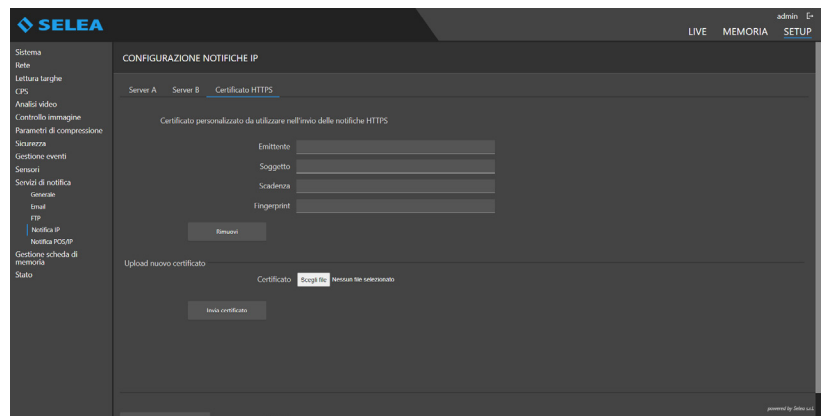 SELEA
admin
LIVE MEMORIA SETUP
Sistema
Rete
Lettura targhe
CPS
Analisi video
Controllo immagine
Parametri di compressione
Sicurezza
Gestione eventi
Sensori
Servizi di notifica
Generale
Email
FTP
Notifica IP
Notifica POS/IP
Gestione scheda di
memoria
Stato
CONFIGURAZIONE NOTIFICHE IP
Server A Server B Certificato HTTPS
Certificato personalizzato da utilizzare nell'invio delle notifiche HTTPS
Emittente
Soggetto
Scadenza
Fingerprint
Rimuovi
Upload nuovo certificato
Certificato Scegli file Nessun file selezionato
Invia certificato
powered by Selea s.r.l.